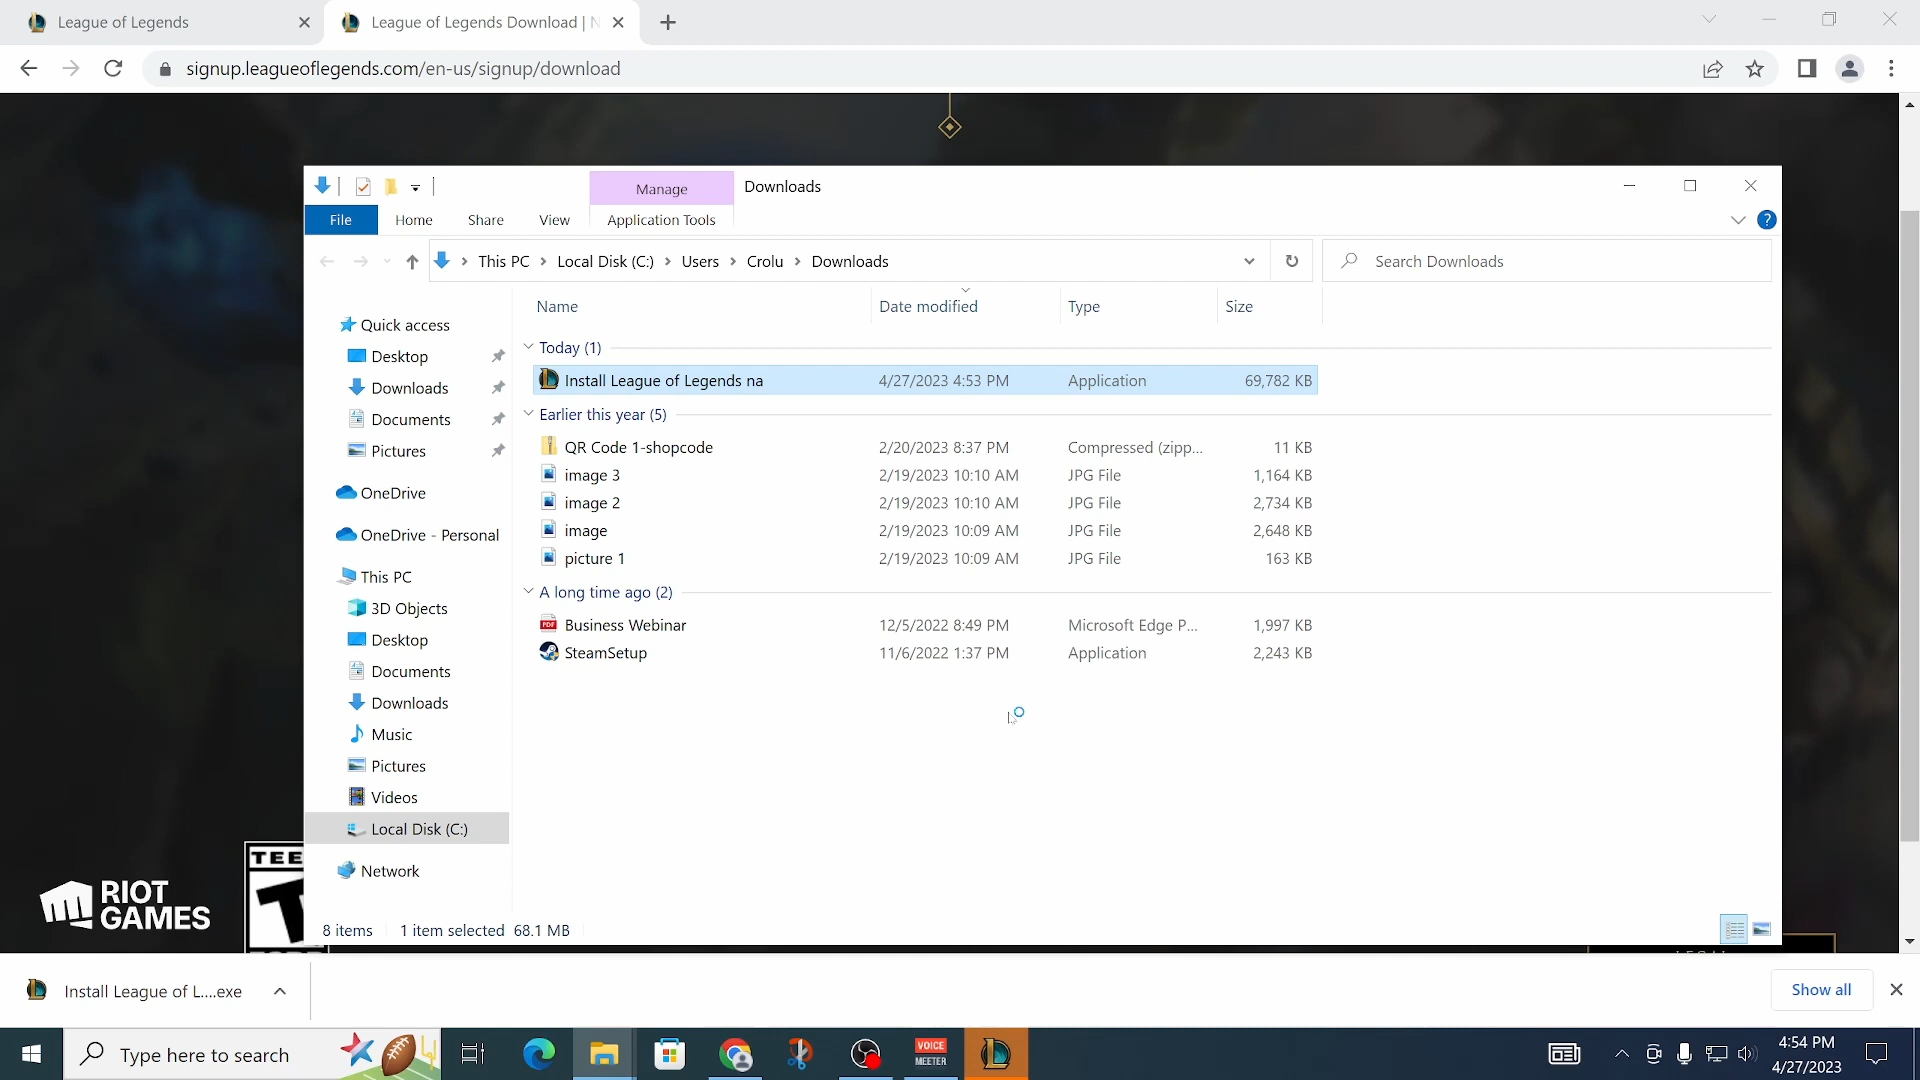 League of Legends
League of Legends Download |
signup.leagueoflegends.com/en-us/signup/download
Manage
Downloads
File
Home
Share
View
Application Tools
?
This PC
Local Disk (C:)
Users
Crolu
Downloads
Search Downloads
Name
Date modified
Type
Size
Today (1)
Install League of Legends na 4/27/2023 4:53 PM Application 69,782 KB
Earlier this year (5)
QR Code 1-shopcode 2/20/2023 8:37 PM Compressed (zipp... 11 KB
image 3 2/19/2023 10:10 AM JPG File 1,164 KB
image 2 2/19/2023 10:10 AM JPG File 2,734 KB
image 2/19/2023 10:09 AM JPG File 2,648 KB
picture 1 2/19/2023 10:09 AM JPG File 163 KB
A long time ago (2)
Business Webinar 12/5/2022 8:49 PM Microsoft Edge P... 1,997 KB
SteamSetup 11/6/2022 1:37 PM Application 2,243 KB
Quick access
Desktop
Downloads
Documents
Pictures
OneDrive
OneDrive - Personal
This PC
3D Objects
Desktop
Documents
Downloads
Music
Pictures
Videos
Local Disk (C:)
Network
8 items
1 item selected 68.1 MB
RIOT
GAMES
TEE
T
Install League of L....exe
Show all
Type here to search
VOICE
MEETER
4:54 PM
4/27/2023